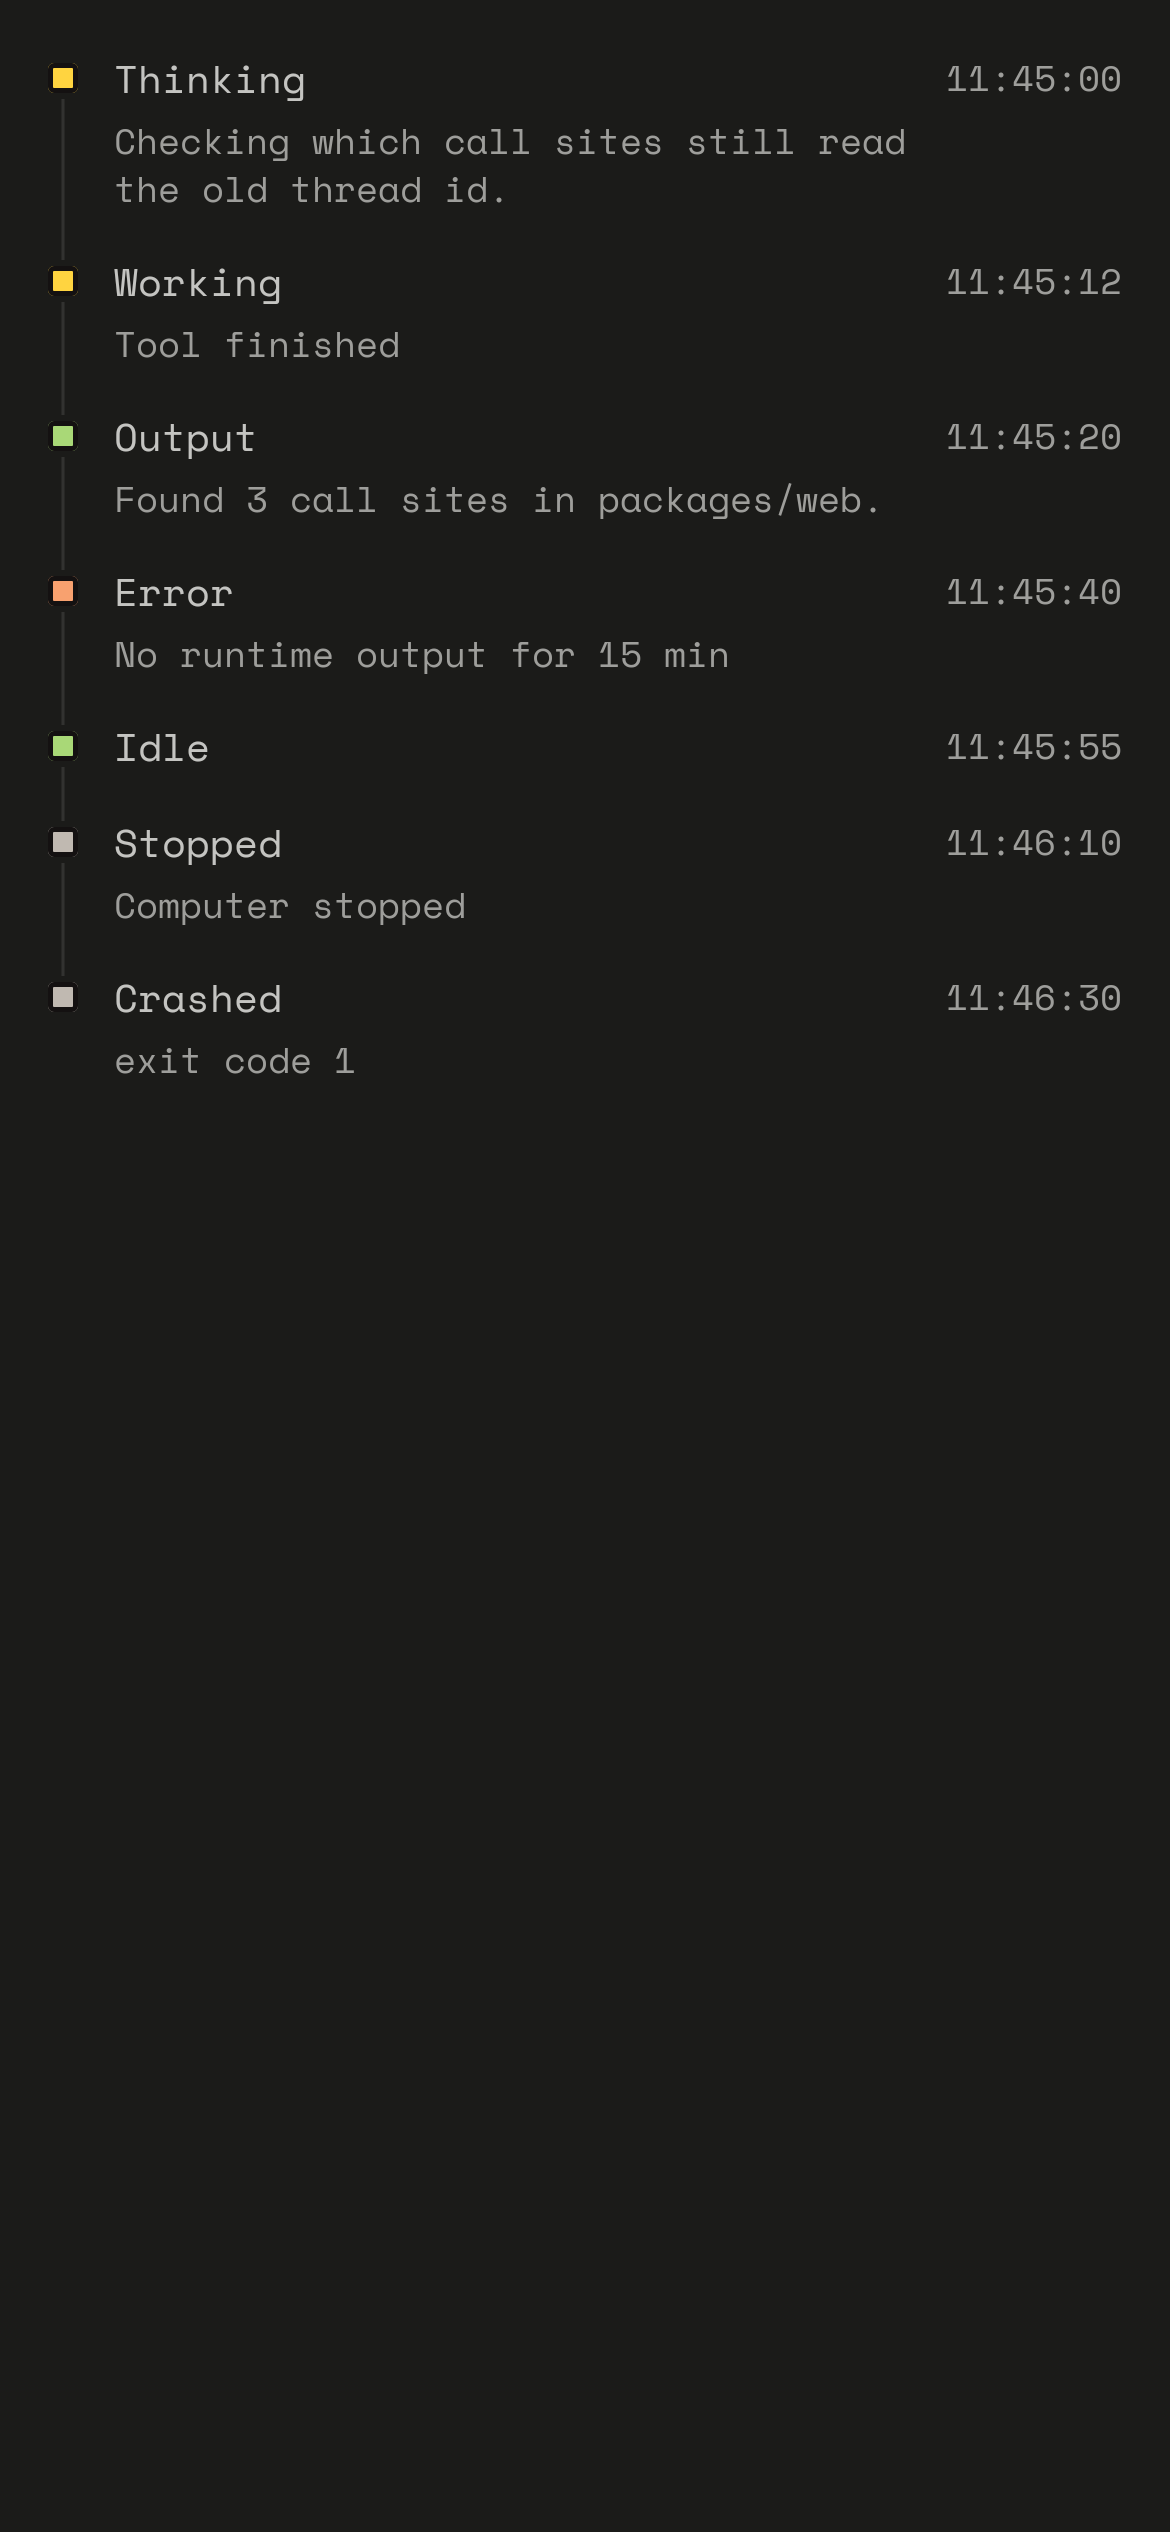 Thinking 11:45:00
Checking which call sites still read
the old thread id.
Working 11:45:12
Tool finished
Output 11:45:20
Found 3 call sites in packages/web.
Error 11:45:40
No runtime output for 15 min
Idle 11:45:55
Stopped 11:46:10
Computer stopped
Crashed 11:46:30
exit code 1